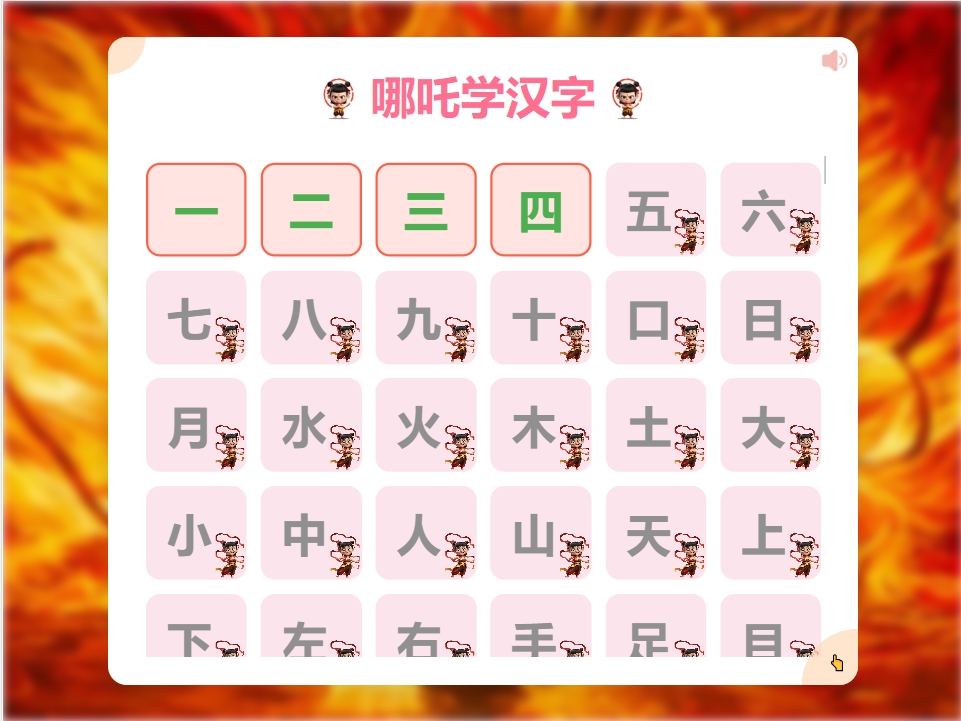 哪吒学汉字
一 二 三 四 五 六
七 八 九 十 口 日
月 水 火 木 土 大
小 中 人 山 天 上
下 左 右 手 足 目